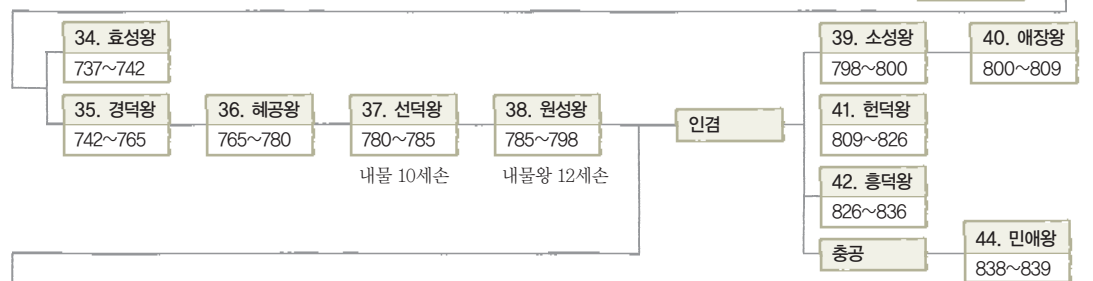 34. 효성왕
737~742
35. 경덕왕
742~765
36. 혜공왕
765~780
37. 선덕왕
780~785
내물 10세손
38. 원성왕
785~798
내물왕 12세손
인겸
39. 소성왕
798~800
40. 애장왕
800~809
41. 헌덕왕
809~826
42. 흥덕왕
826~836
충공
44. 민애왕
838~839